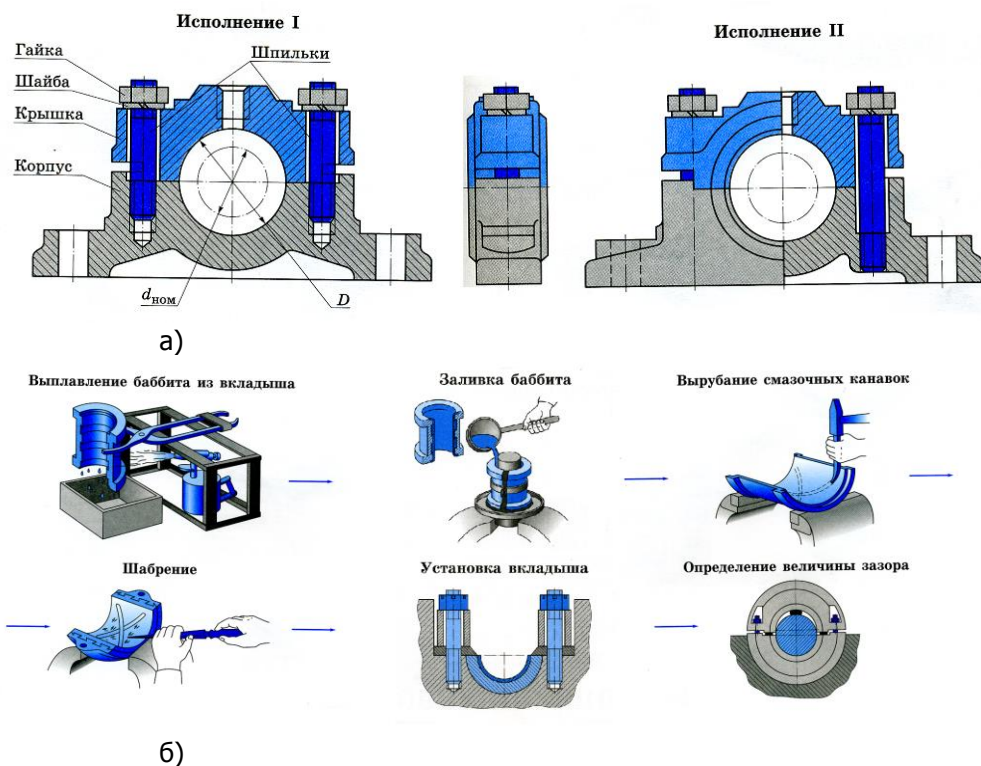 Исполнение I
Исполнение II
Гайка
Шпильки
Шайба
Крышка
Корпус
dном
D
а)
Выплавление баббита из вкладыша
Заливка баббита
Вырубание смазочных канавок
Шабрение
Установка вкладыша
Определение величины зазора
б)